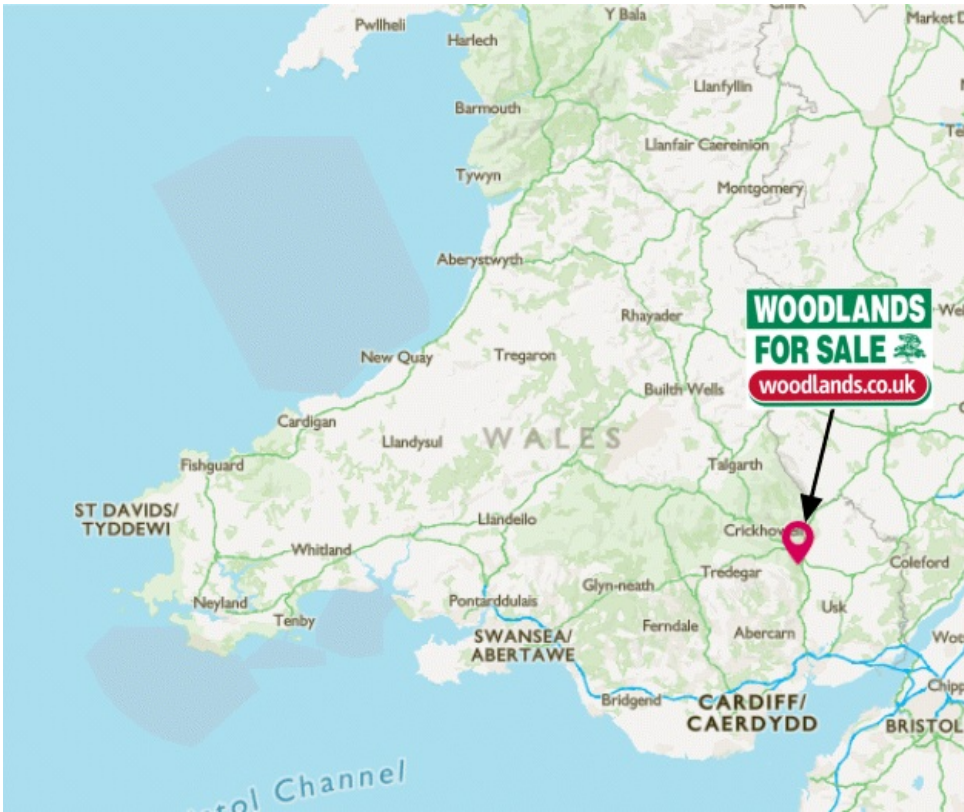 Pwllheli
Y Bala
Harlech
Llanfyllin
Barmouth
Llanfair Caereinion
Tywyn
Montgomery
Aberystwyth
WOODLANDS
FOR SALE
woodlands.co.uk
Rhayader
New Quay
Tregaron
Builth Wells
Cardigan
Llandysul
WALES
Fishguard
Talgarth
ST DAVIDS/
TYDDEWI
Llandeilo
Whitland
Coleford
Glyn-neath
Tredegar
Neyland
Tenby
Pontarddulais
Usk
SWANSEA/
ABERTAWE
Ferndale
Abercarn
Bridgend
CARDIFF/
CAERDYDD
BRISTOL
Channel